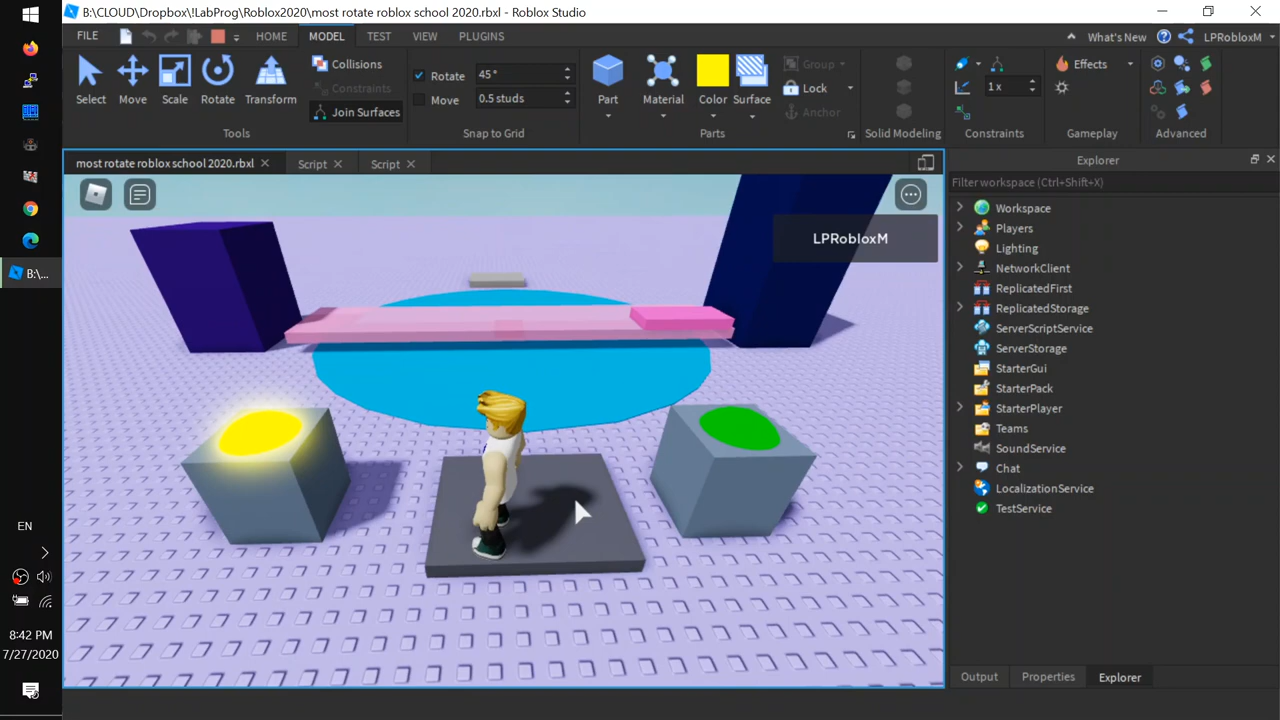 B:\CLOUD\Dropbox\!LabProg\Roblox2020\most rotate roblox school 2020.rbxl - Roblox Studio
FILE HOME MODEL TEST VIEW PLUGINS What's New LPRobloxM
Select Move Scale Rotate Transform
Collisions
Constraints
Join Surfaces
Rotate 45°
Move 0.5 studs
Part Material Color Surface
Group
Lock
Anchor
1 x
Effects
Tools Snap to Grid Parts Solid Modeling Constraints Gameplay Advanced
most rotate roblox school 2020.rbxl Script Script
LPRobloxM
Explorer
Filter workspace (Ctrl+Shift+X)
Workspace
Players
Lighting
NetworkClient
ReplicatedFirst
ReplicatedStorage
ServerScriptService
ServerStorage
StarterGui
StarterPack
StarterPlayer
Teams
SoundService
Chat
LocalizationService
TestService
Output Properties Explorer
B:\...
EN
8:42 PM
7/27/2020